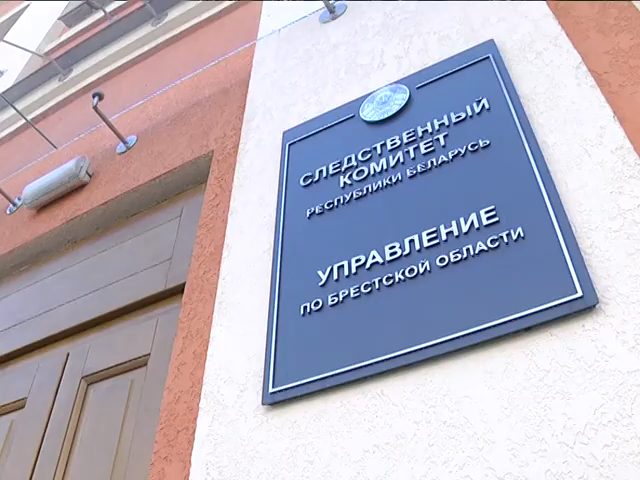 СЛЕДСТВЕННЫЙ
КОМИТЕТ
РЕСПУБЛИКИ БЕЛАРУСЬ
УПРАВЛЕНИЕ
ПО БРЕСТСКОЙ ОБЛАСТИ